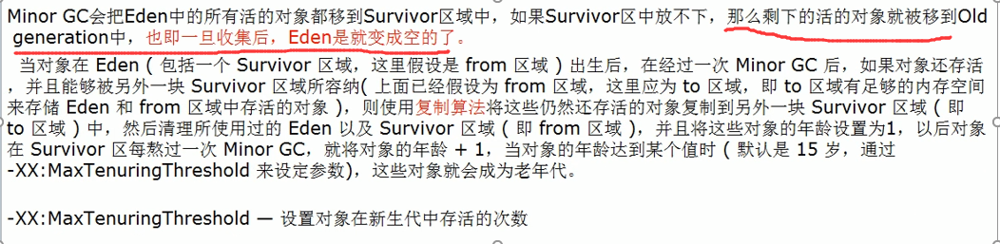 Minor GC会把Eden中的所有活的对象都移到Survivor区域中，如果Survivor区中放不下，那么剩下的活的对象就被移到Old
generation中，也即一旦收集后，Eden是就变成空的了。
当对象在 Eden ( 包括一个 Survivor 区域，这里假设是 from 区域 ) 出生后，在经过一次 Minor GC 后，如果对象还存活
，并且能够被另外一块 Survivor 区域所容纳( 上面已经假设为 from 区域，这里应为 to 区域，即 to 区域有足够的内存空间
来存储 Eden 和 from 区域中存活的对象 )，则使用复制算法将这些仍然还存活的对象复制到另外一块 Survivor 区域 ( 即
to 区域 ) 中，然后清理所使用过的 Eden 以及 Survivor 区域 ( 即 from 区域 )，并且将这些对象的年龄设置为1，以后对象
在 Survivor 区每熬过一次 Minor GC，就将对象的年龄 + 1，当对象的年龄达到某个值时 ( 默认是 15 岁，通过
-XX:MaxTenuringThreshold 来设定参数)，这些对象就会成为老年代。
-XX:MaxTenuringThreshold — 设置对象在新生代中存活的次数